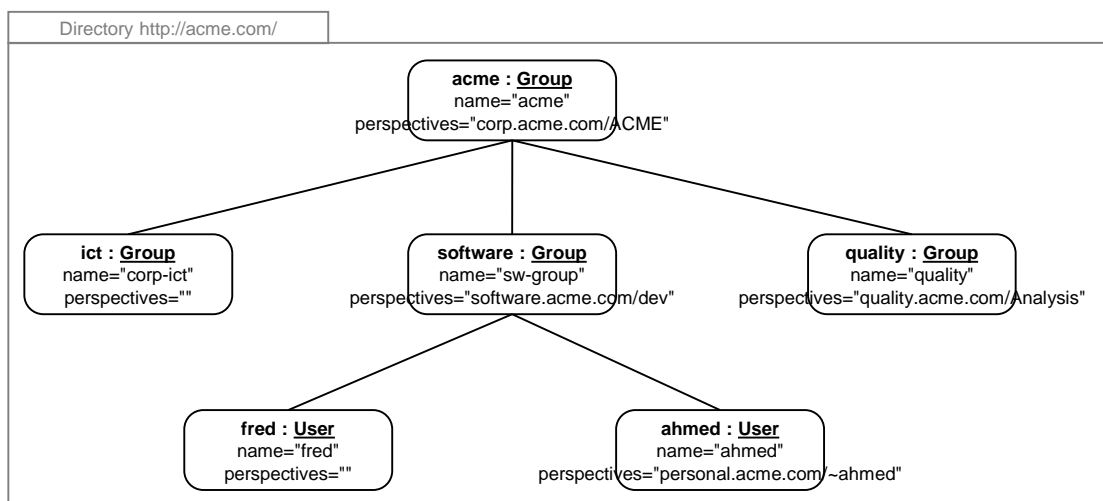 Directory http://acme.com/
acme : Group
name="acme"
perspectives="corp.acme.com/ACME"
ict : Group
name="corp-ict"
perspectives=""
software : Group
name="sw-group"
perspectives="software.acme.com/dev"
quality : Group
name="quality"
perspectives="quality.acme.com/Analysis"
fred : User
name="fred"
perspectives=""
ahmed : User
name="ahmed"
perspectives="personal.acme.com/~ahmed"